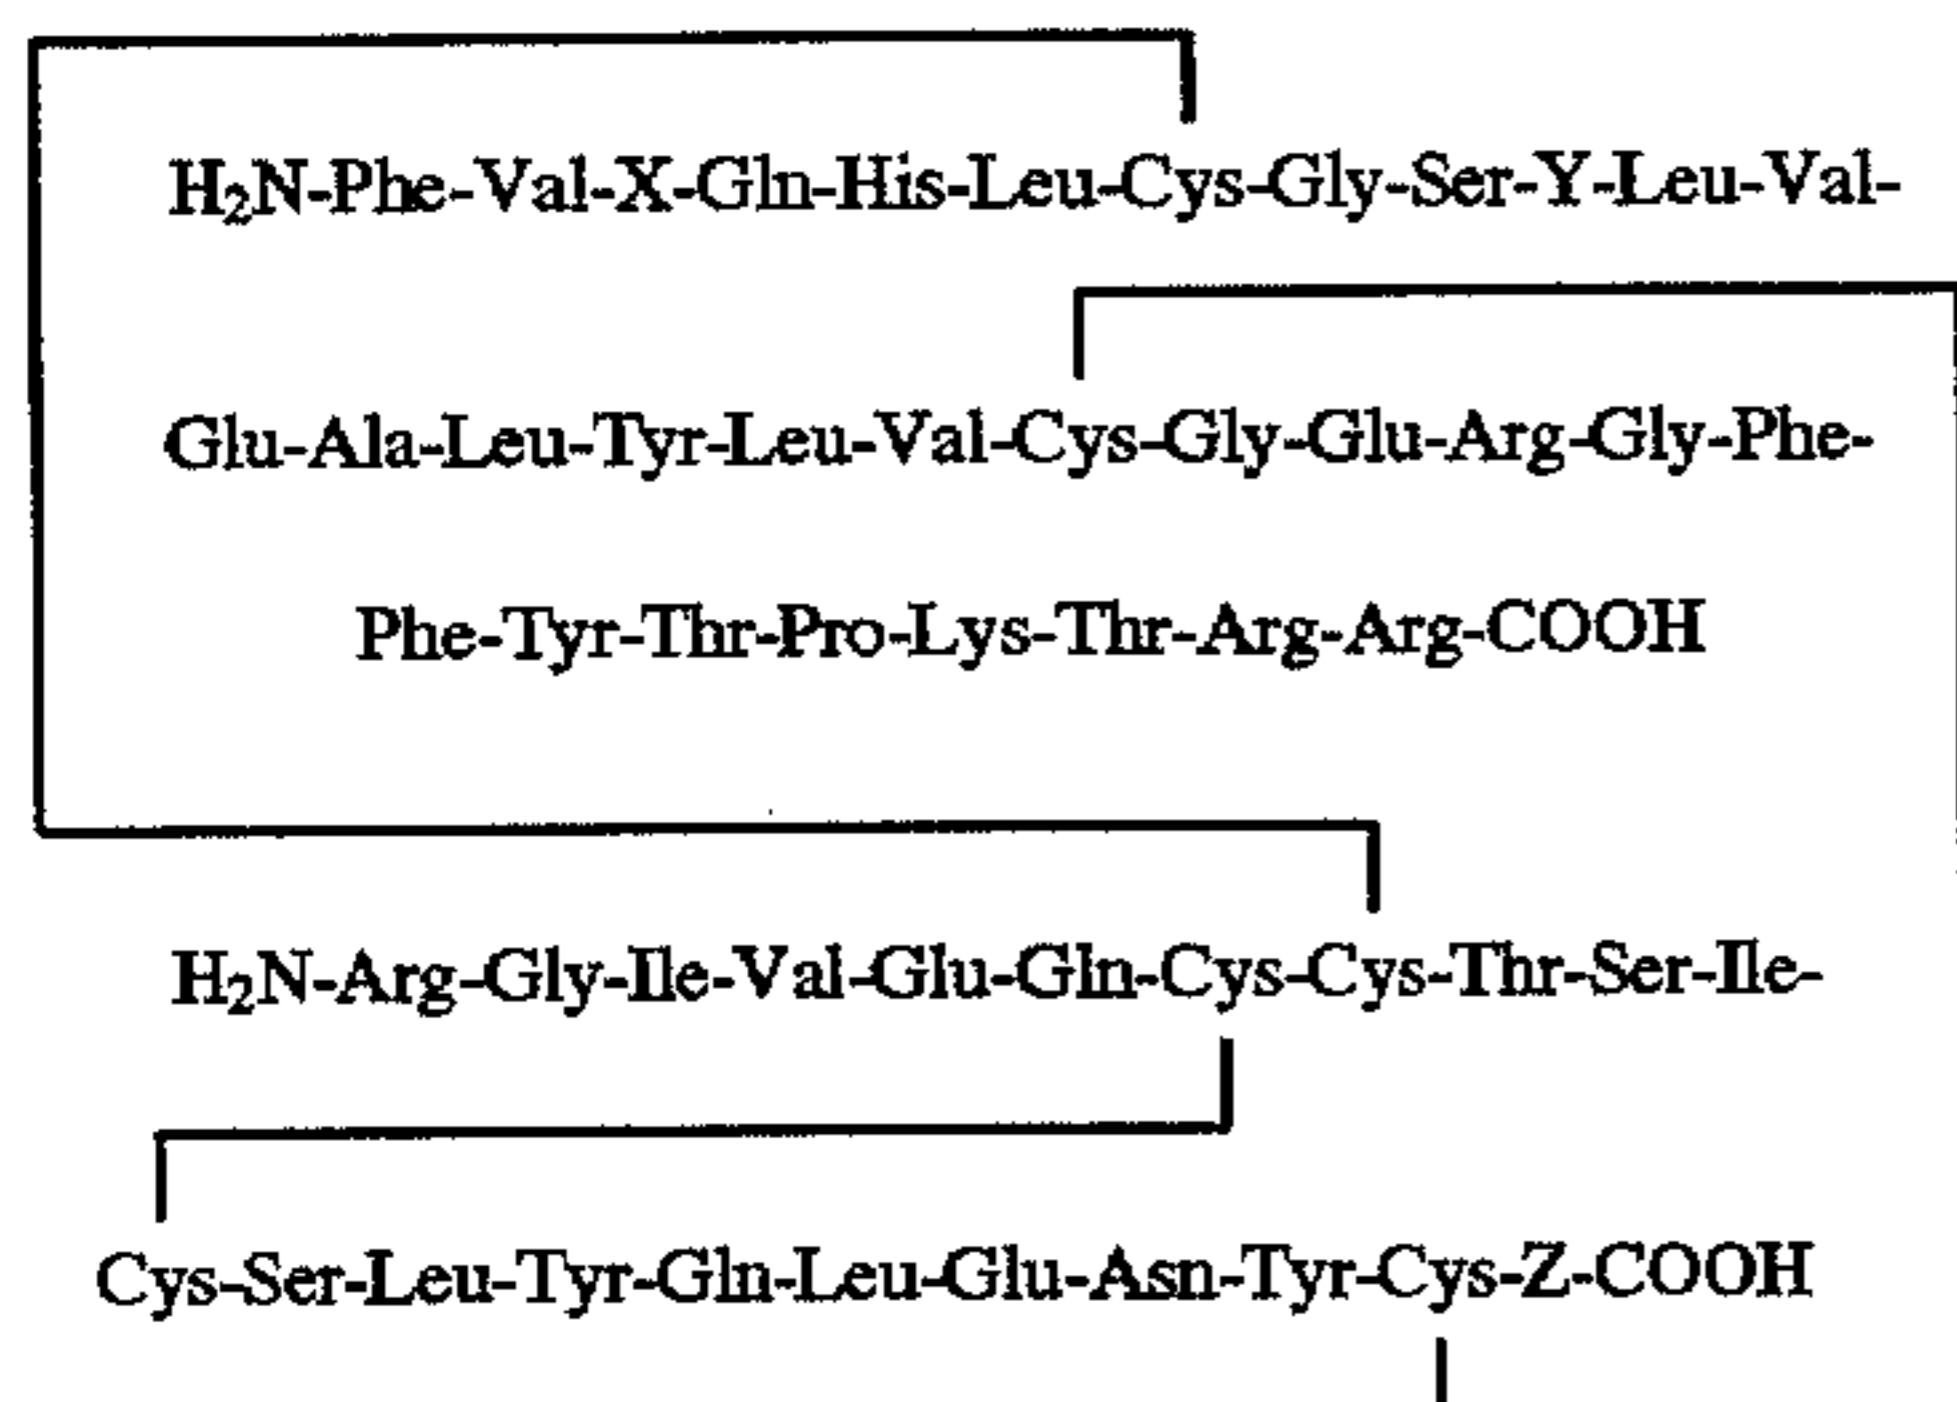 H₂N-Phe-Val-X-Gln-His-Leu-Cys-Gly-Ser-Y-Leu-Val-
Glu-Ala-Leu-Tyr-Leu-Val-Cys-Gly-Glu-Arg-Gly-Phe-
Phe-Tyr-Thr-Pro-Lys-Thr-Arg-Arg-COOH
H₂N-Arg-Gly-Ile-Val-Glu-Gln-Cys-Cys-Thr-Ser-Ile-
Cys-Ser-Leu-Tyr-Gln-Leu-Glu-Asn-Tyr-Cys-Z-COOH